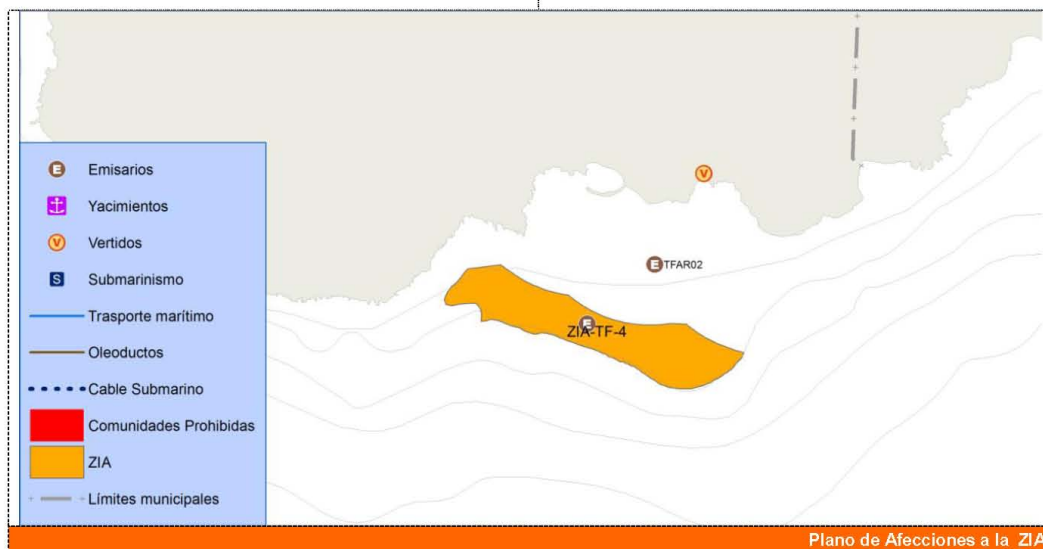 E Emisarios
Yacimientos
V Vertidos
S Submarinismo
Trasporte marítimo
Oleoductos
Cable Submarino
Comunidades Prohibidas
ZIA
Límites municipales
V
E TFAR02
E
ZIA-TF-4
Plano de Afecciones a la ZIA